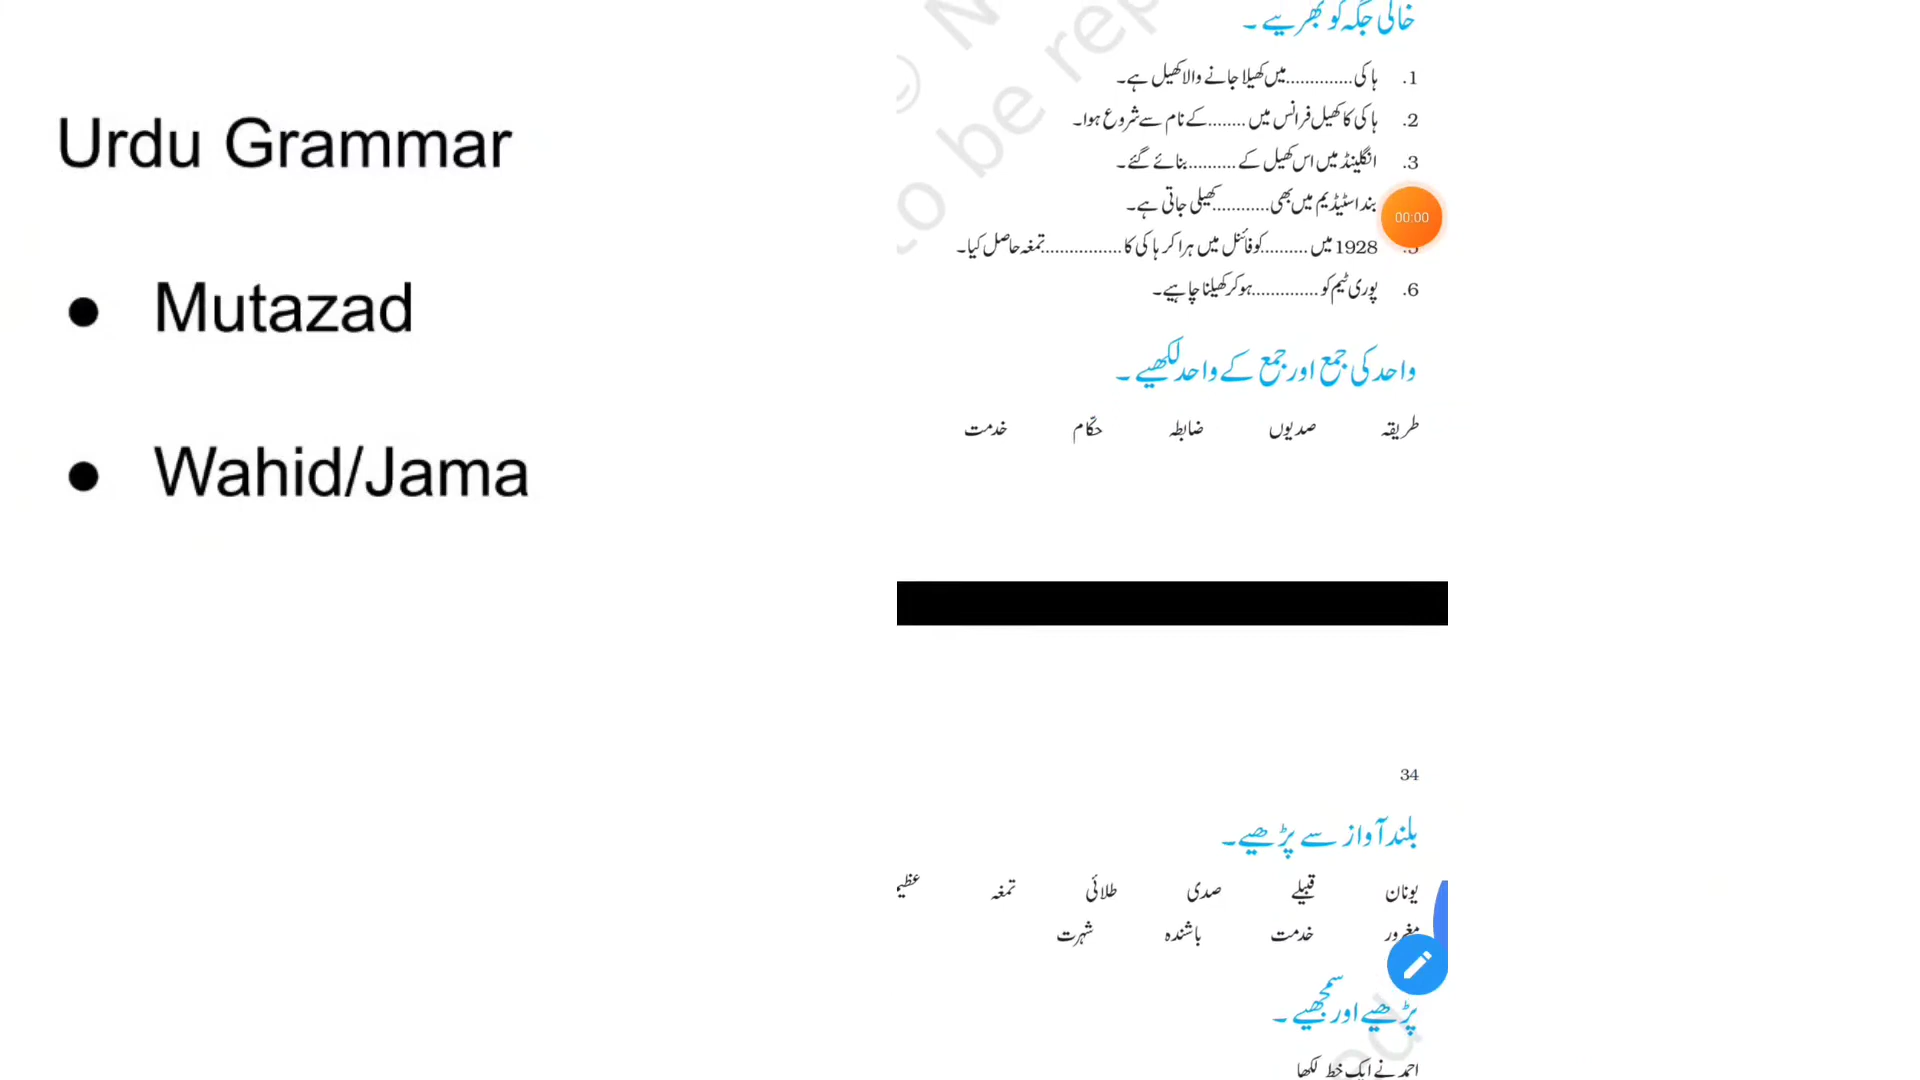 Urdu Grammar
● Mutazad
● Wahid/Jama
خالی جگہ کو بھریے ۔
1. ہاکی..............میں کھیلا جانے والا کھیل ہے۔
2. ہاکی کا کھیل فرانس میں ........کے نام سے شروع ہوا۔
3. انگلینڈ میں اس کھیل کے ..........بنائے گئے۔
بند اسٹیڈیم میں بھی............کھیلی جاتی ہے۔
5. 1928 میں ..........کو فائنل میں ہرا کر ہاکی کا ................تمغہ حاصل کیا۔
6. پوری ٹیم کو ..............ہو کر کھیلنا چاہیے۔
واحد کی جمع اور جمع کے واحد لکھیے ۔
طریقہ صدیوں ضابطہ حکّام خدمت
00:00
34
بلند آواز سے پڑھیے۔
یونان قبیلے صدی طلائی تمغہ
مغرور خدمت باشندہ شہرت
پڑھیے اور سمجھیے ۔
احمد نے ایک خط لکھا
to be rep